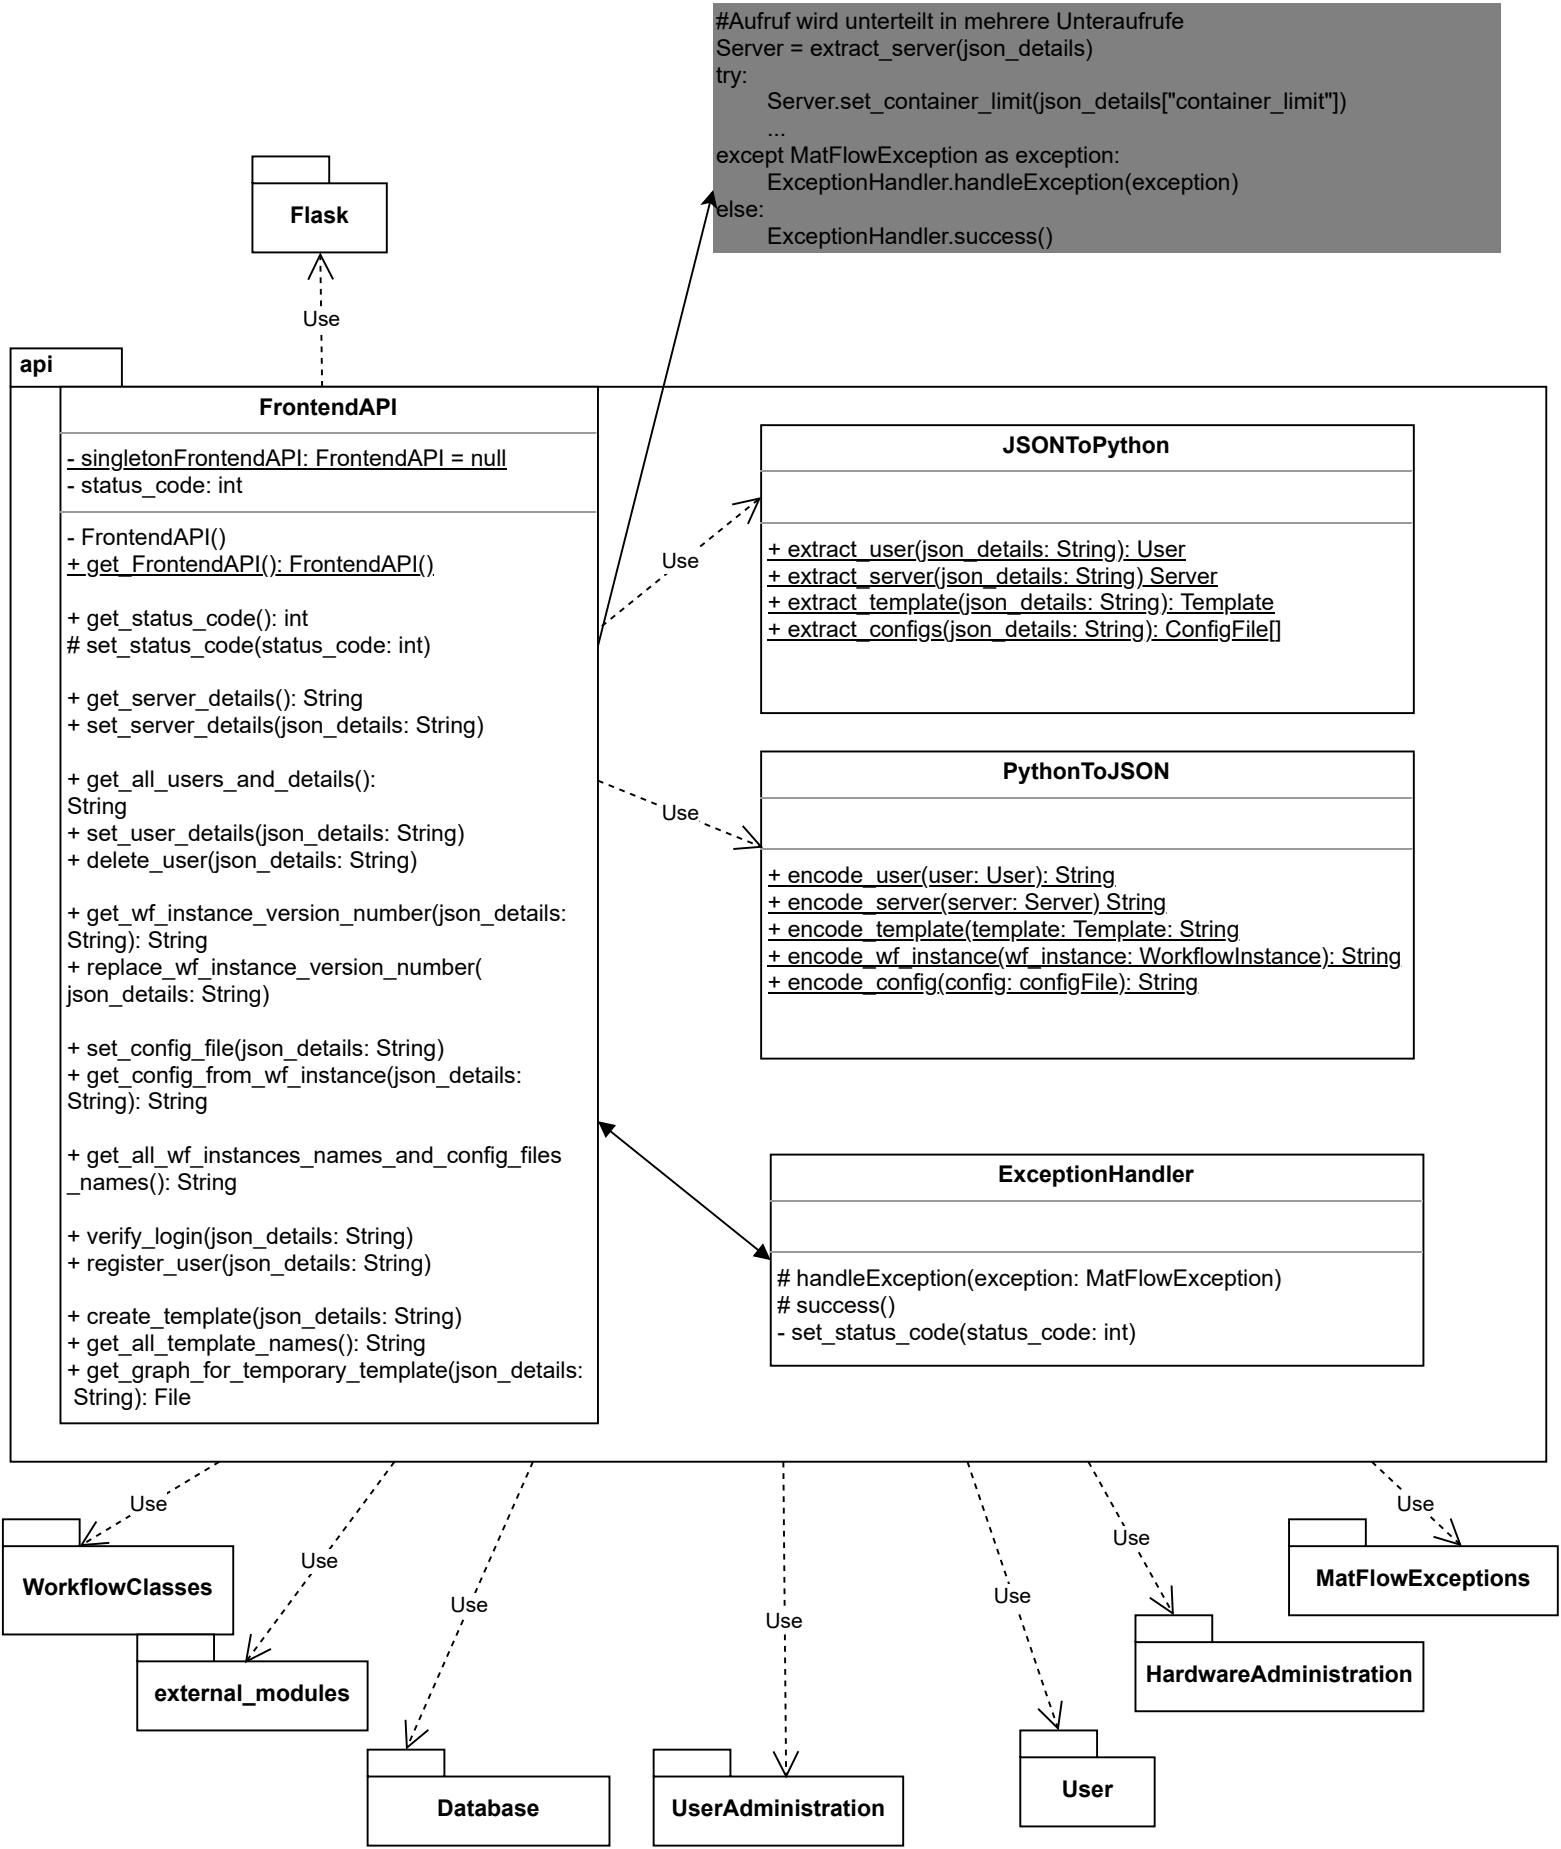 #Aufruf wird unterteilt in mehrere Unteraufrufe
Server = extract_server(json_details)
try:
Server.set_container_limit(json_details["container_limit"])
...
except MatFlowException as exception:
ExceptionHandler.handleException(exception)
else:
ExceptionHandler.success()
Flask
Use
api
FrontendAPI
- singletonFrontendAPI: FrontendAPI = null
- status_code: int
- FrontendAPI()
+ get_FrontendAPI(): FrontendAPI()
+ get_status_code(): int
# set_status_code(status_code: int)
+ get_server_details(): String
+ set_server_details(json_details: String)
+ get_all_users_and_details():
String
+ set_user_details(json_details: String)
+ delete_user(json_details: String)
+ get_wf_instance_version_number(json_details:
String): String
+ replace_wf_instance_version_number(
json_details: String)
+ set_config_file(json_details: String)
+ get_config_from_wf_instance(json_details:
String): String
+ get_all_wf_instances_names_and_config_files
_names(): String
+ verify_login(json_details: String)
+ register_user(json_details: String)
+ create_template(json_details: String)
+ get_all_template_names(): String
+ get_graph_for_temporary_template(json_details:
String): File
Use
JSONToPython
+ extract_user(json_details: String): User
+ extract_server(json_details: String) Server
+ extract_template(json_details: String): Template
+ extract_configs(json_details: String): ConfigFile[]
Use
PythonToJSON
+ encode_user(user: User): String
+ encode_server(server: Server) String
+ encode_template(template: Template: String
+ encode_wf_instance(wf_instance: WorkflowInstance): String
+ encode_config(config: configFile): String
ExceptionHandler
# handleException(exception: MatFlowException)
# success()
- set_status_code(status_code: int)
Use
WorkflowClasses
Use
external_modules
Use
Database
Use
UserAdministration
Use
User
Use
HardwareAdministration
Use
MatFlowExceptions